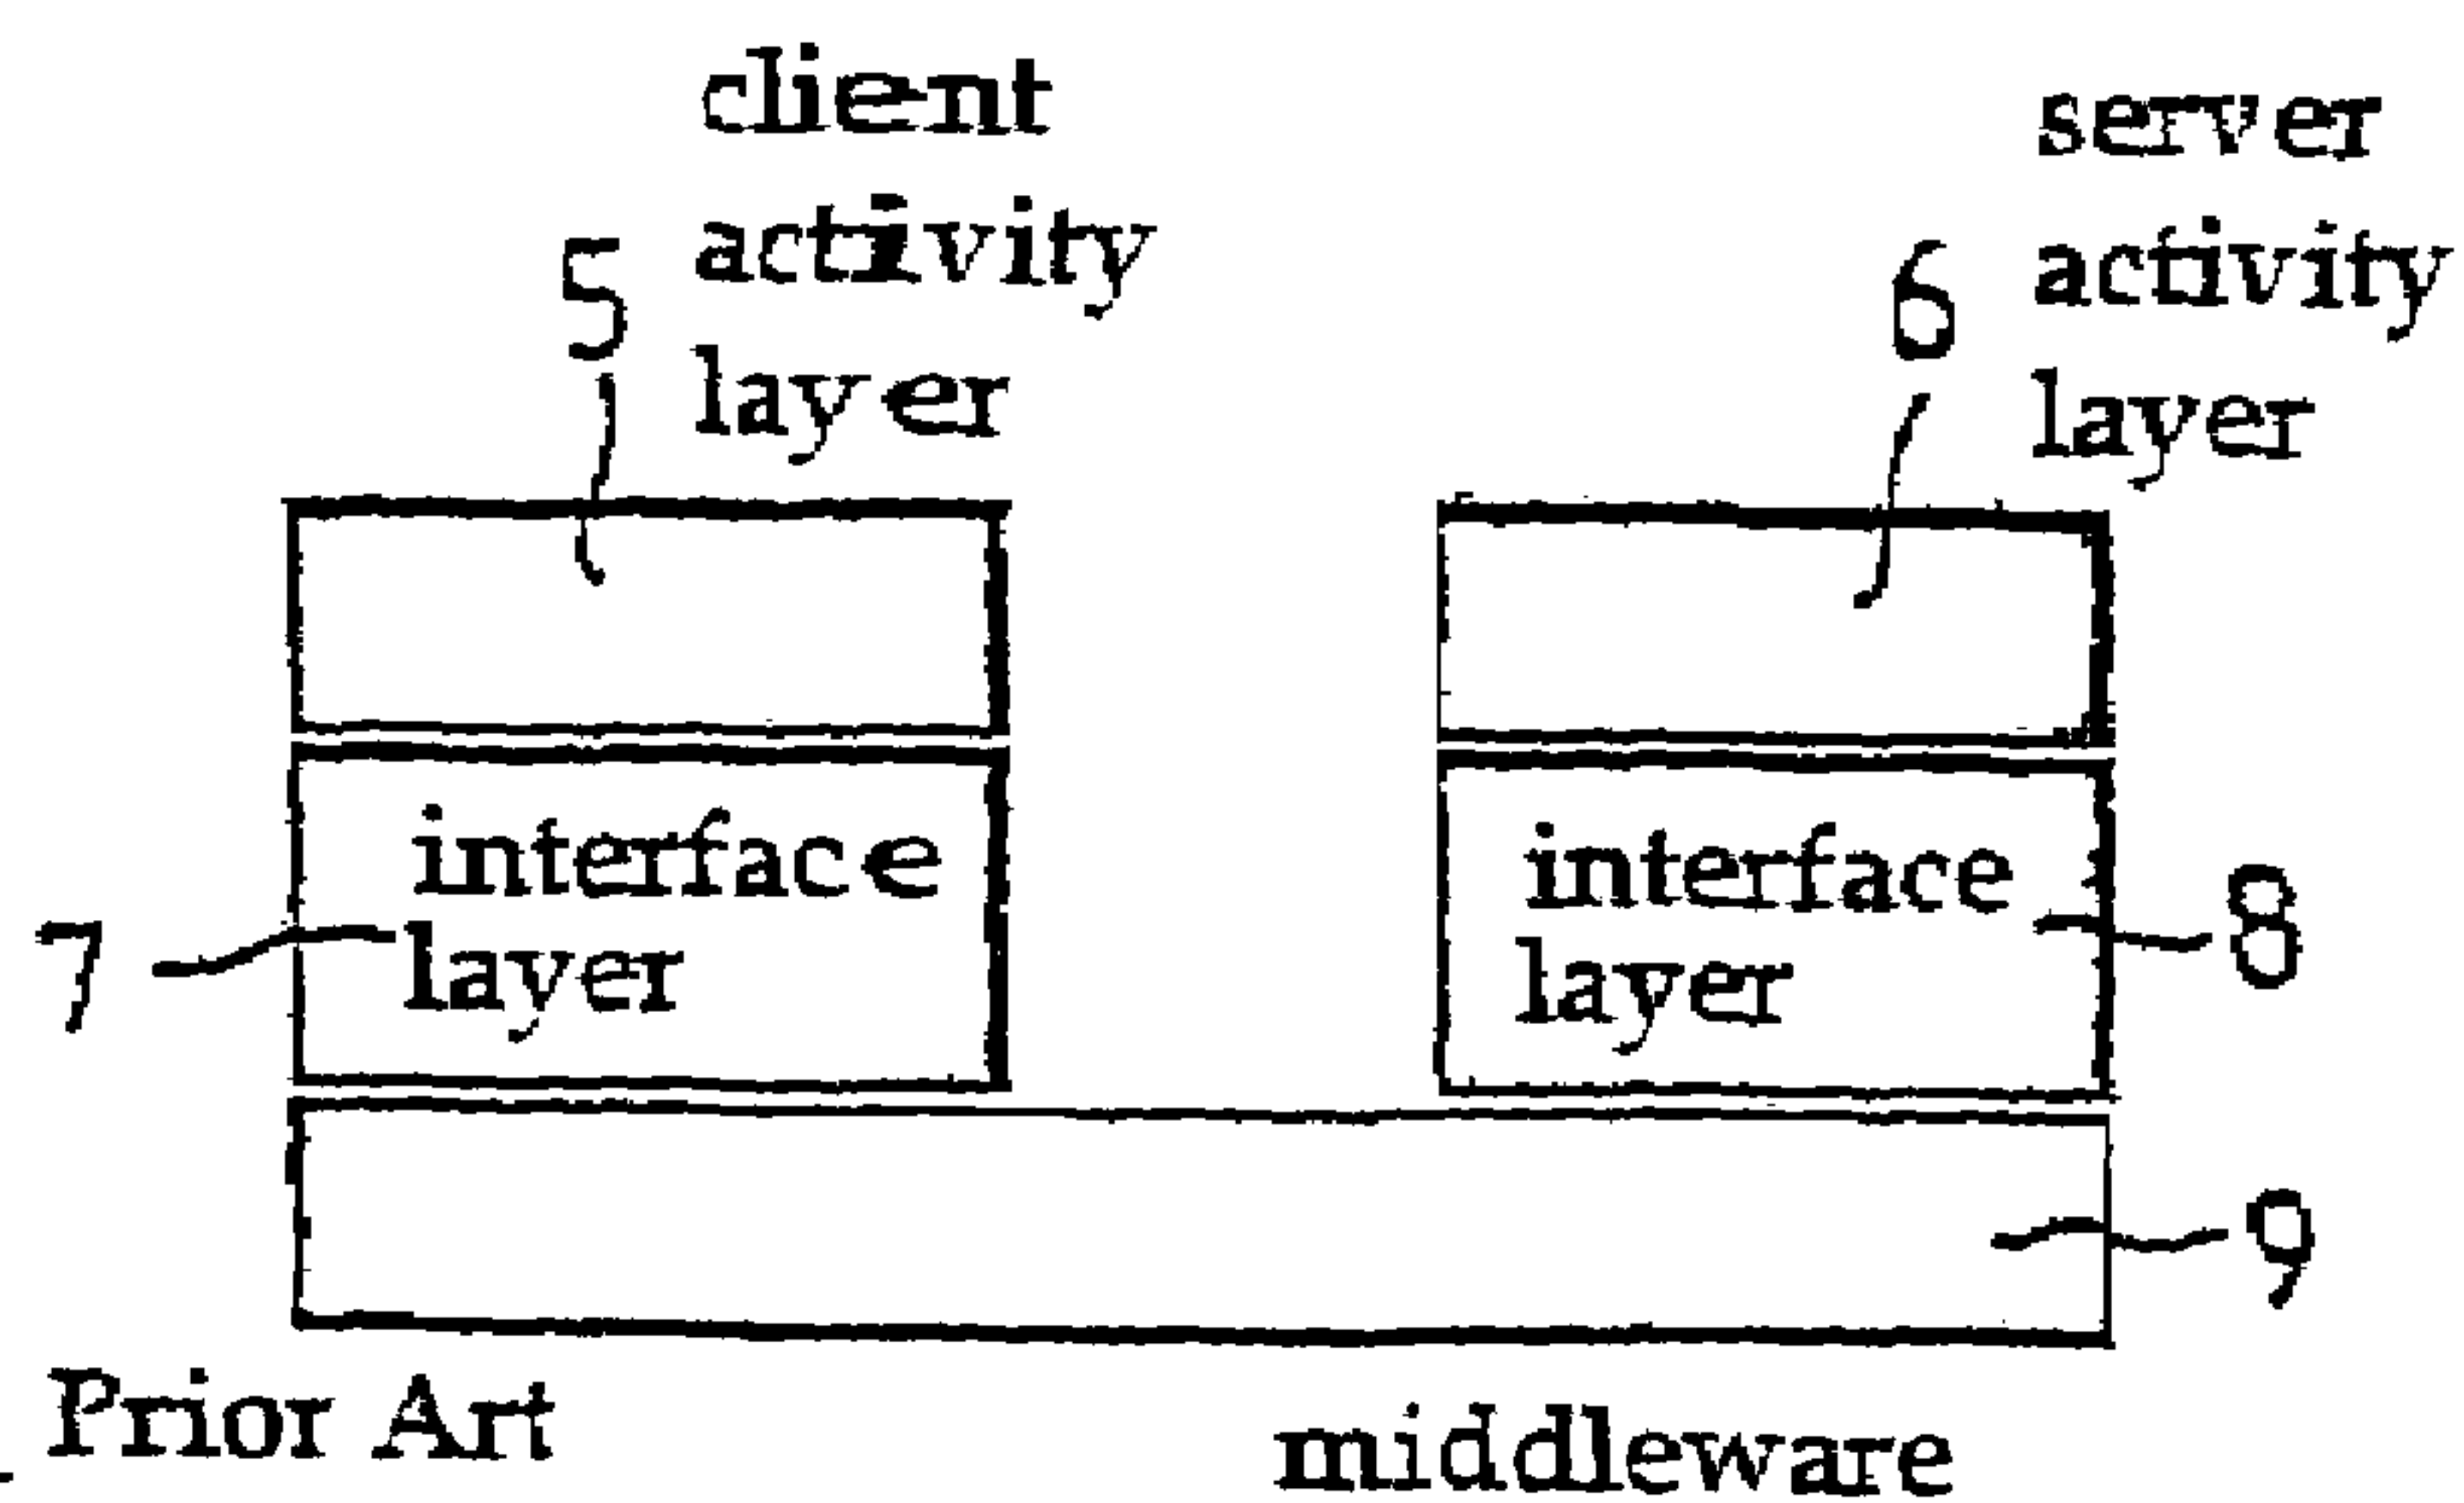 client
activity
layer
5
server
activity
layer
6
interface
layer
7
interface
layer
8
9
Prior Art
middleware